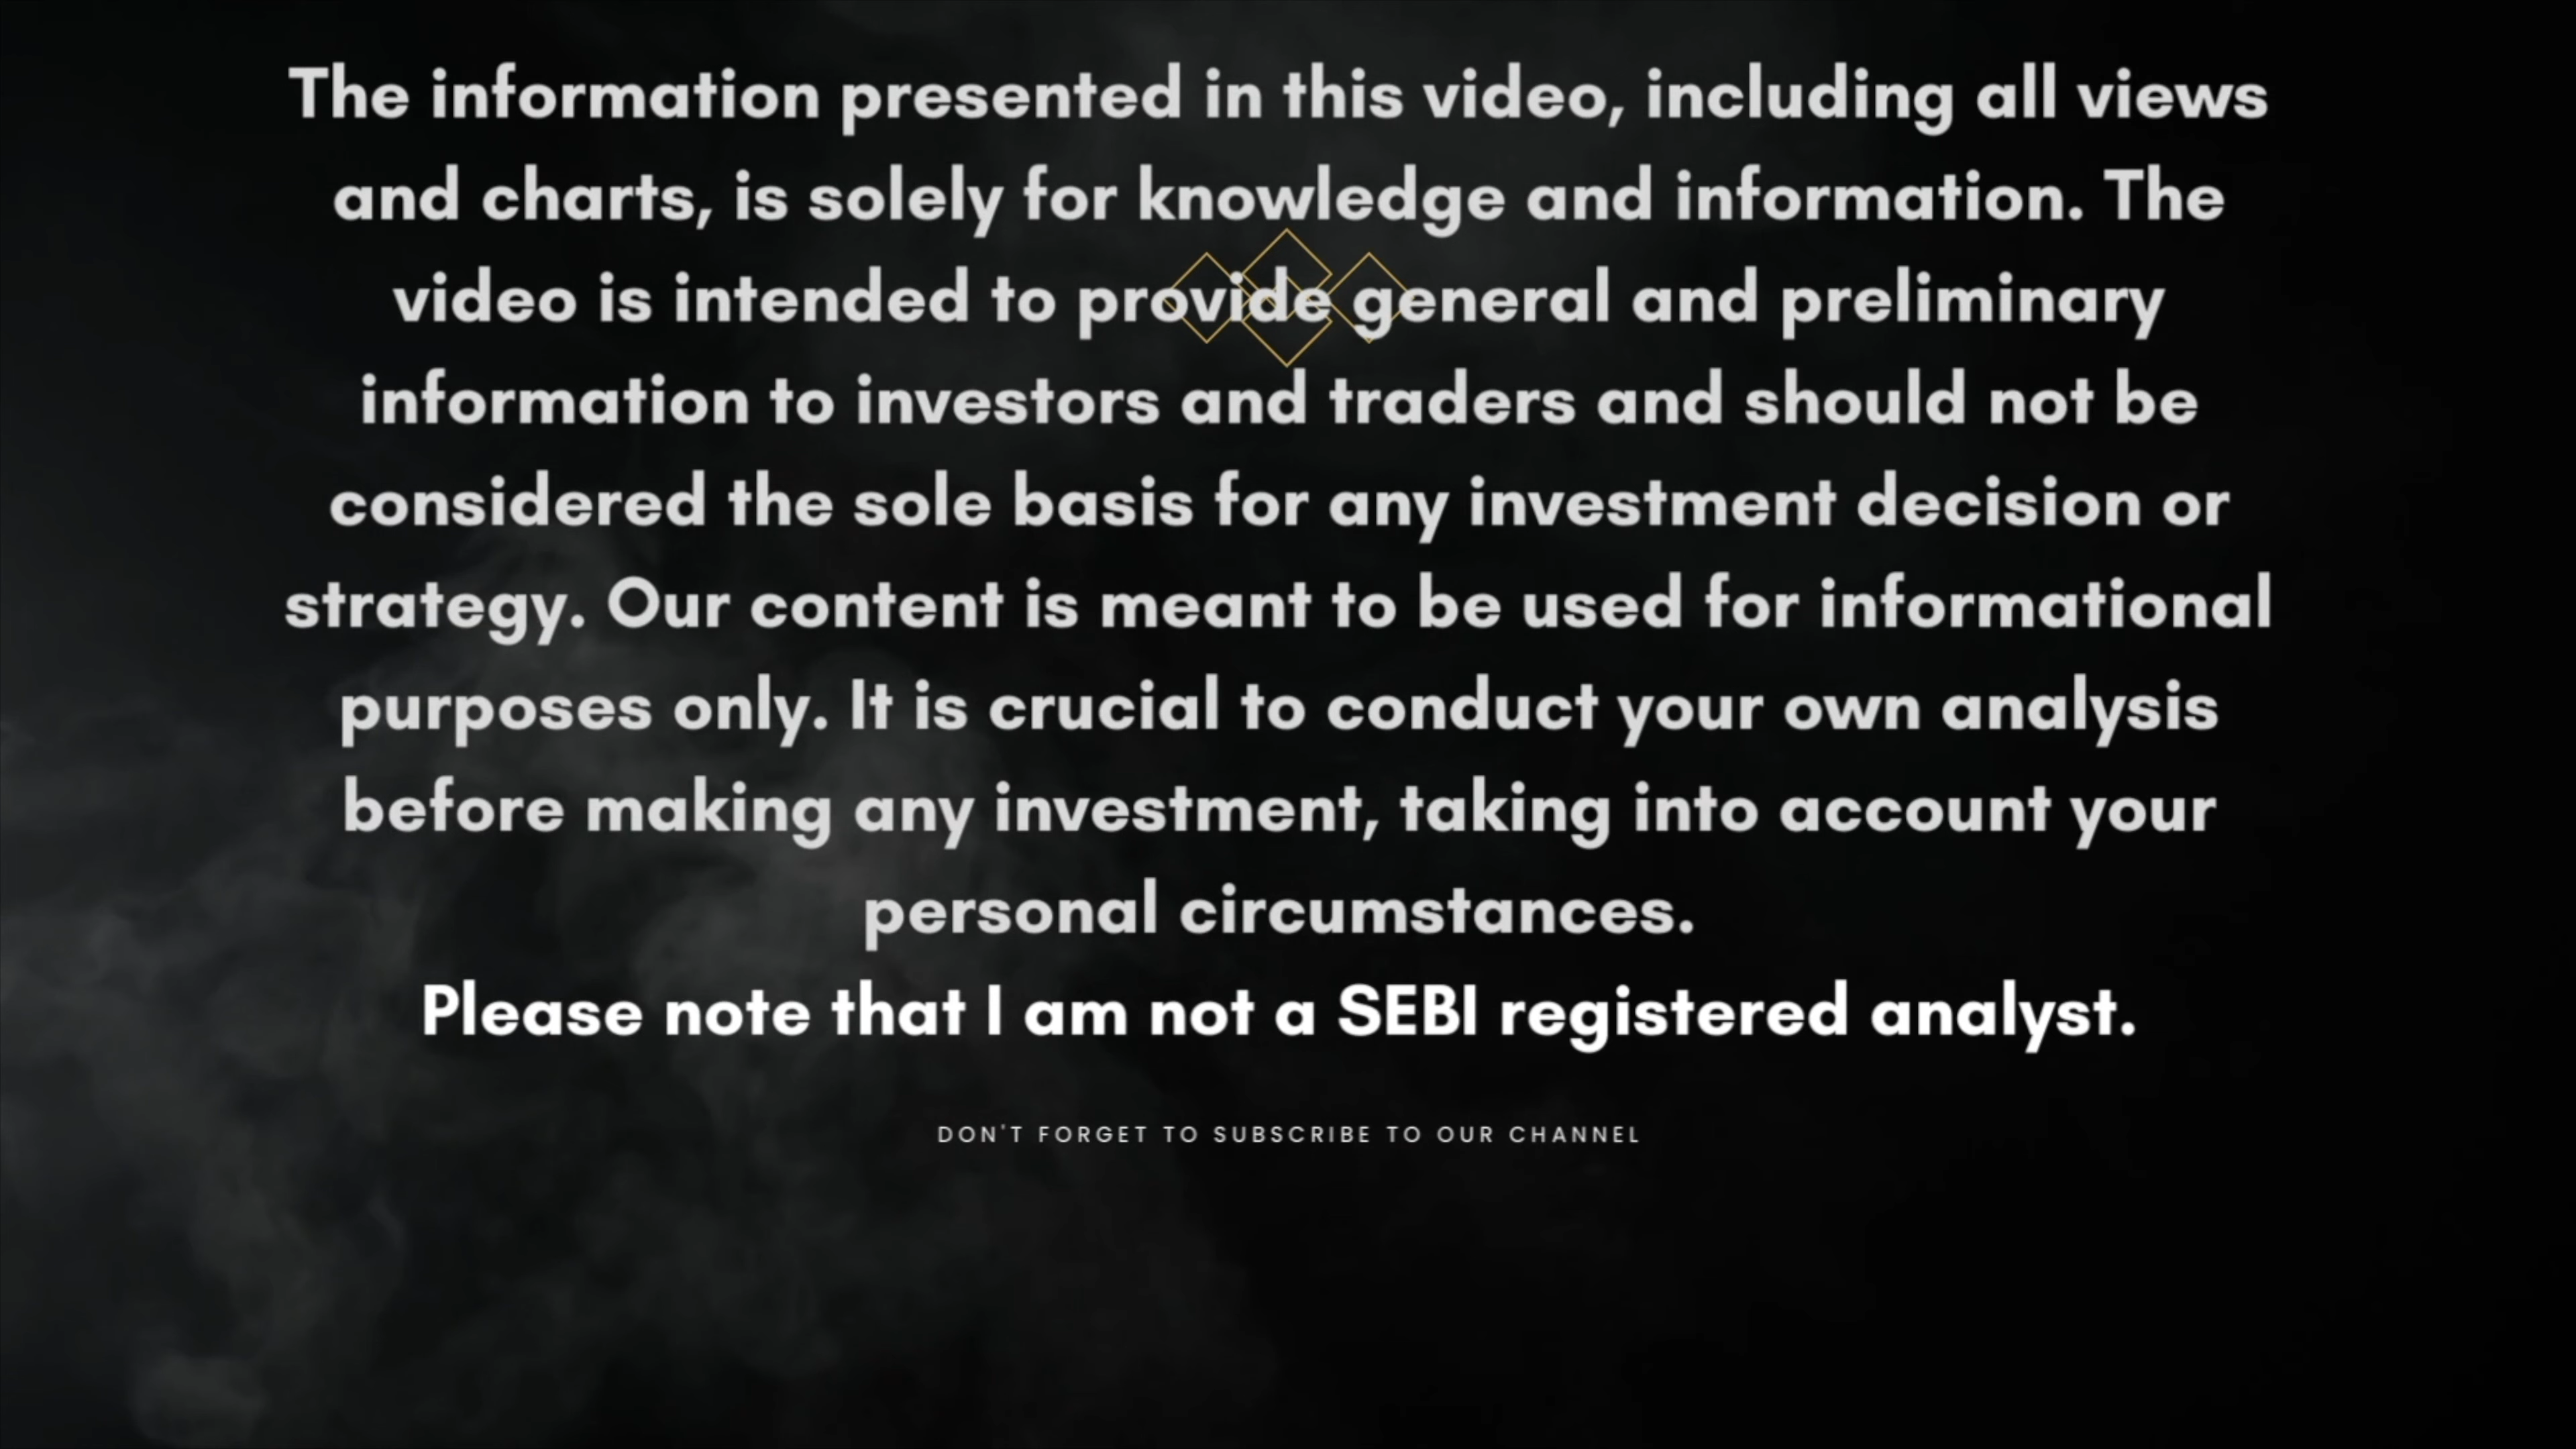 The information presented in this video, including all views
and charts, is solely for knowledge and information. The
video is intended to provide general and preliminary
information to investors and traders and should not be
considered the sole basis for any investment decision or
strategy. Our content is meant to be used for informational
purposes only. It is crucial to conduct your own analysis
before making any investment, taking into account your
personal circumstances.
Please note that I am not a SEBI registered analyst.
DON'T FORGET TO SUBSCRIBE TO OUR CHANNEL